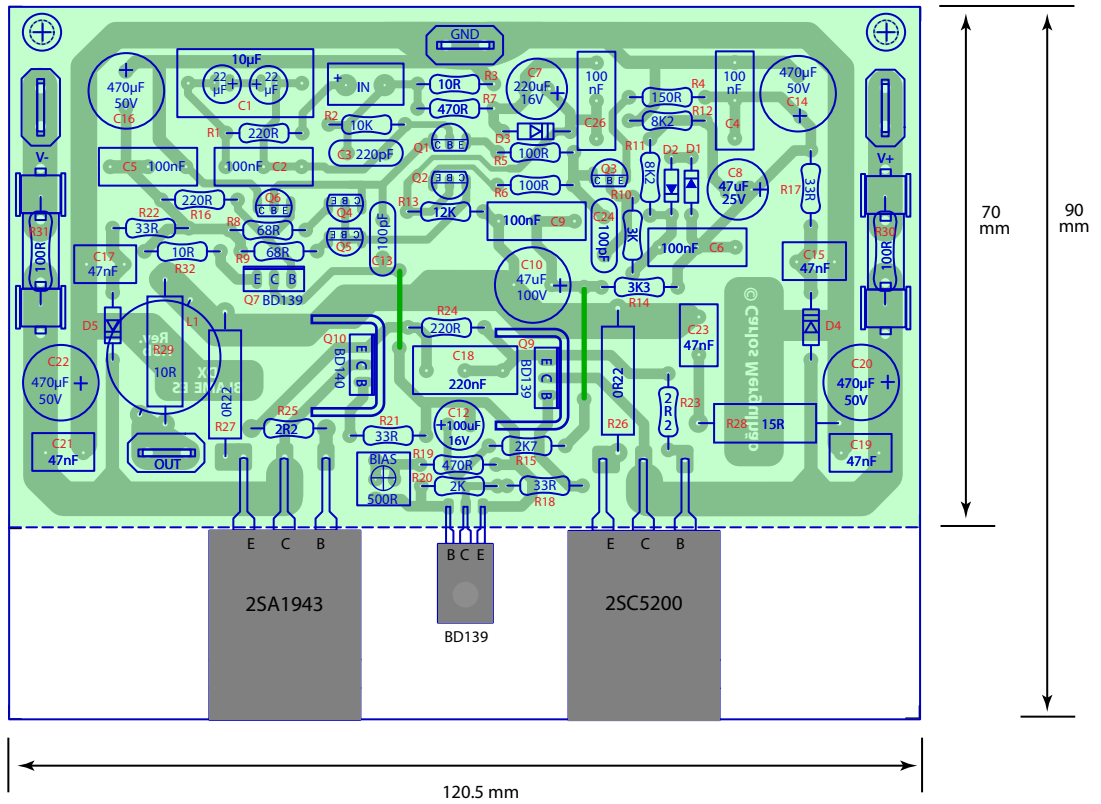 GND
470µF
50V
C16
10µF
22
µF
22
µF
C1
IN
10R
R3
470R
R7
C7
220uF
16V
100
nF
C26
150R
R4
8K2
R12
100
nF
C4
470µF
50V
C14
V-
V+
R1
220R
R2
10K
C3
220pF
Q1
C B E
D3
R5
100R
Q2
C B E
R6
100R
Q3
C B E
R11
8K2
D2
D1
C8
47uF
25V
R17
33R
C5
100nF
100nF
C2
220R
R16
Q6
C B E
Q4
C B E
Q5
C B E
R8
68R
R9
68R
R22
33R
10R
R32
100pF
C13
R13
12K
100nF
C9
C24
100pF
R10
3K
100nF
C6
R31
100R
R30
100R
C17
47nF
C15
47nF
E C B
Q7
BD139
C10
47uF
100V
3K3
R14
D5
L1
R29
10R
Rev.
0R22
R27
Q10
BD140
E
C
B
R24
220R
C18
220nF
Q9
BD139
E
C
B
0R22
R26
C23
47nF
© Carlos Mergulhão
D4
C22
470µF
50V
C20
470µF
50V
DX
BLAME ES
R25
2R2
R21
33R
C12
100uF
16V
2K7
R15
2R2
R23
R28
15R
C21
47nF
C19
47nF
OUT
BIAS
500R
R19
470R
R20
2K
33R
R18
E C B
B C E
E C B
2SA1943
BD139
2SC5200
70
mm
90
mm
120.5 mm